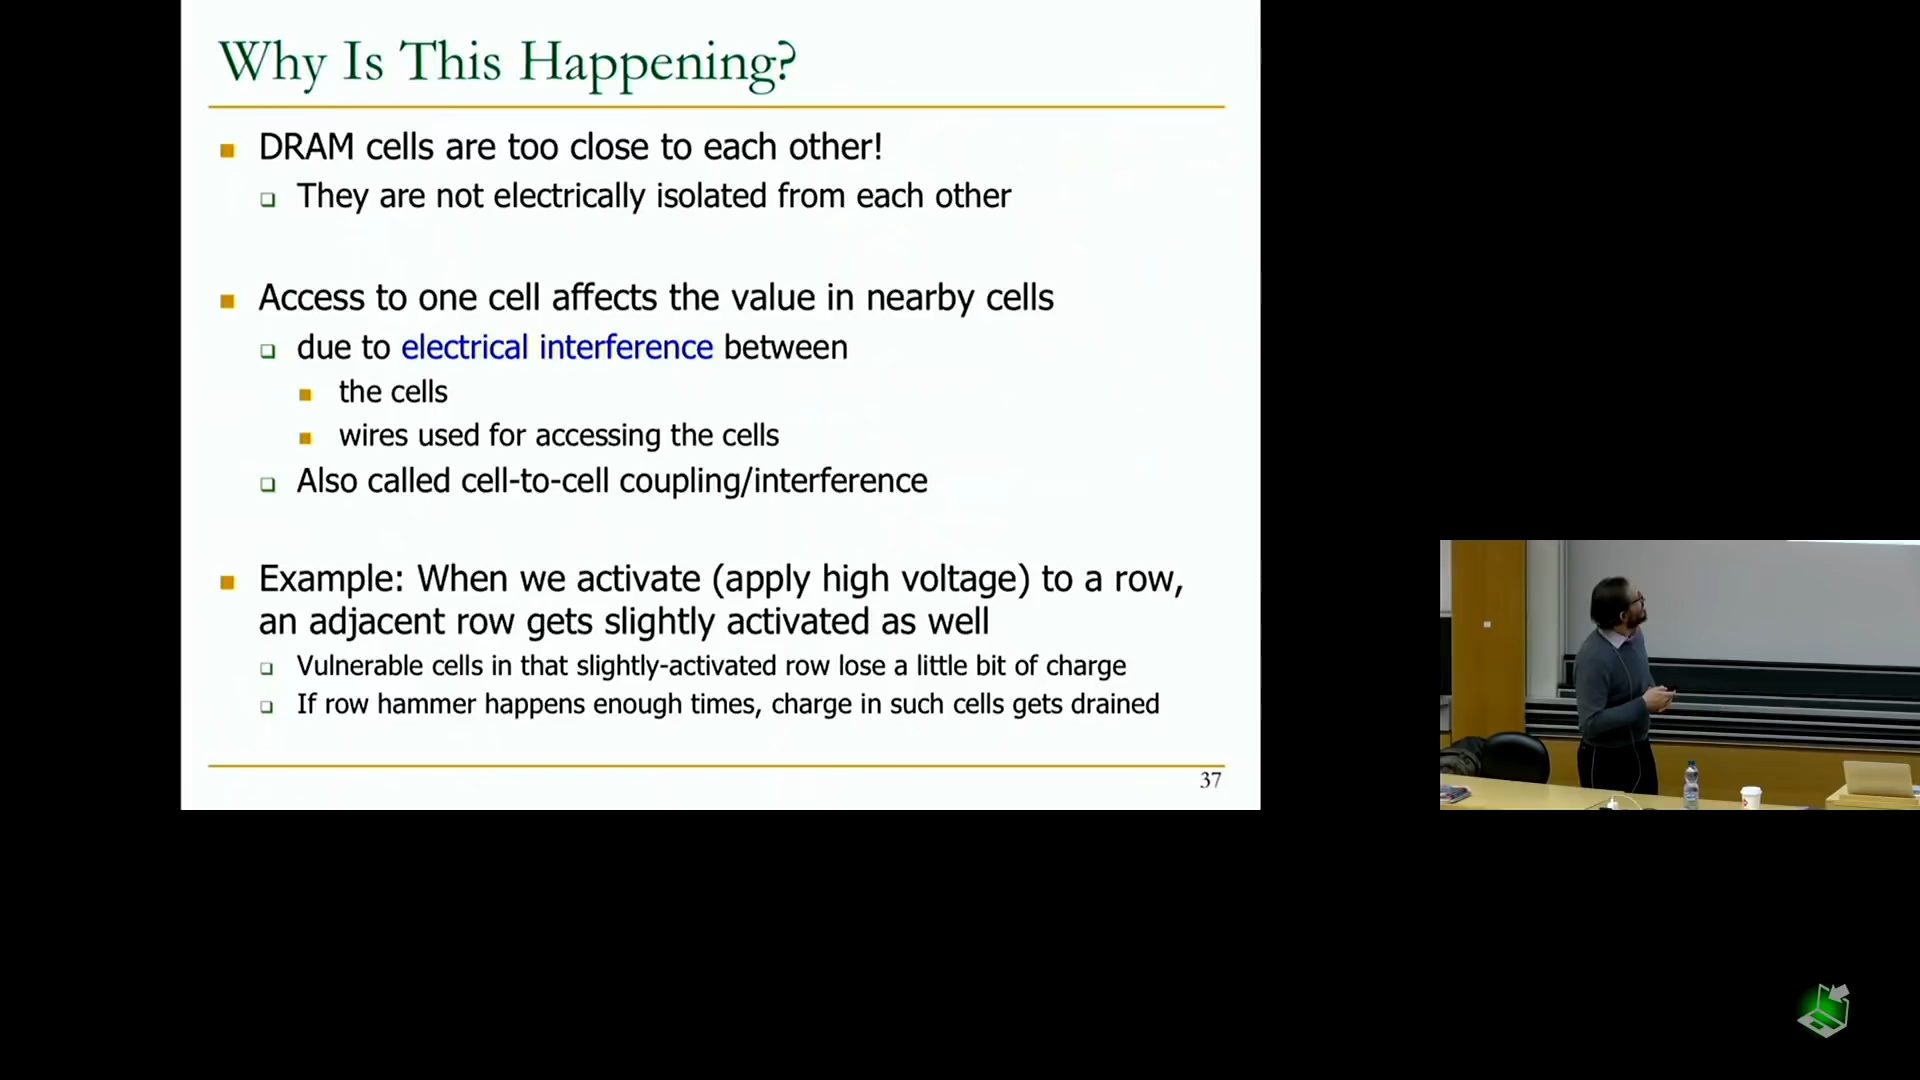 Why Is This Happening?
DRAM cells are too close to each other!
They are not electrically isolated from each other
Access to one cell affects the value in nearby cells
due to electrical interference between
the cells
wires used for accessing the cells
Also called cell-to-cell coupling/interference
Example: When we activate (apply high voltage) to a row,
an adjacent row gets slightly activated as well
Vulnerable cells in that slightly-activated row lose a little bit of charge
If row hammer happens enough times, charge in such cells gets drained
37